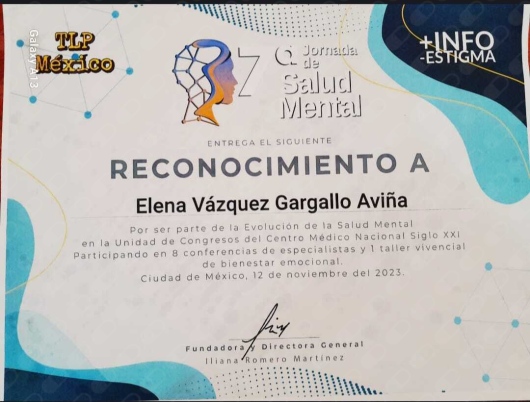 Galaxy A13
TLP
México
7a Jornada
de
Salud
Mental
+INFO
-ESTIGMA
ENTREGA EL SIGUIENTE
RECONOCIMIENTO A
Elena Vázquez Gargallo Aviña
Por ser parte de la Evolución de la Salud Mental
en la Unidad de Congresos del Centro Médico Nacional Siglo XXI
Participando en 8 conferencias de especialistas y 1 taller vivencial
de bienestar emocional.
Ciudad de México, 12 de noviembre del 2023.
Fundadora y Directora General
Iliana Romero Martínez